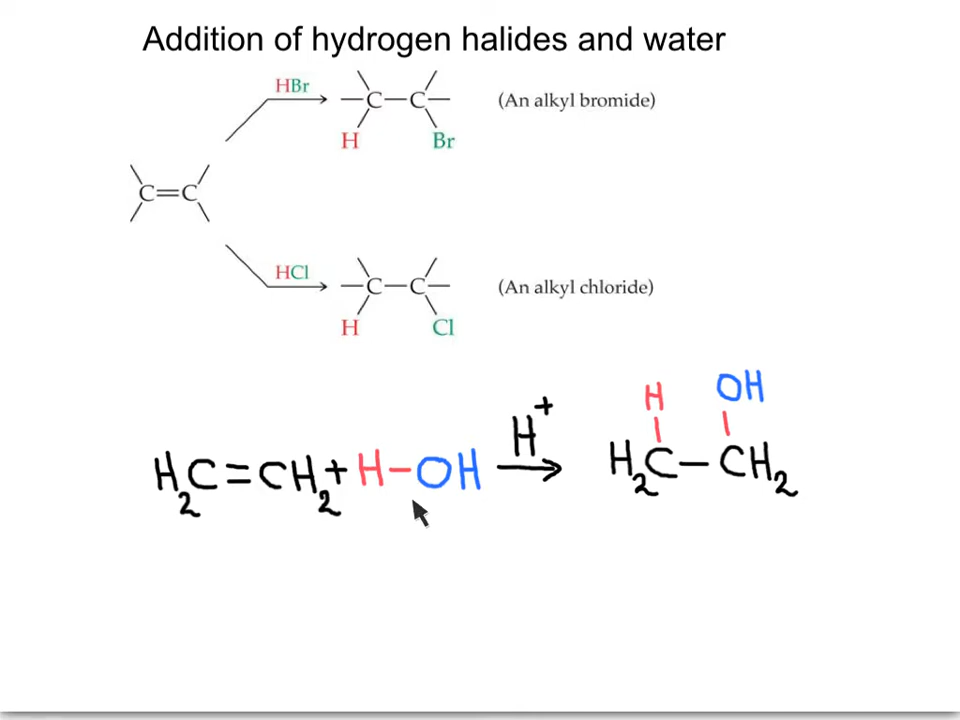 Addition of hydrogen halides and water
HBr
C—C
(An alkyl bromide)
H
Br
C=C
HCl
C—C
(An alkyl chloride)
H
Cl
H₂C=CH₂+H-OH
H⁺
H
OH
H₂C—CH₂